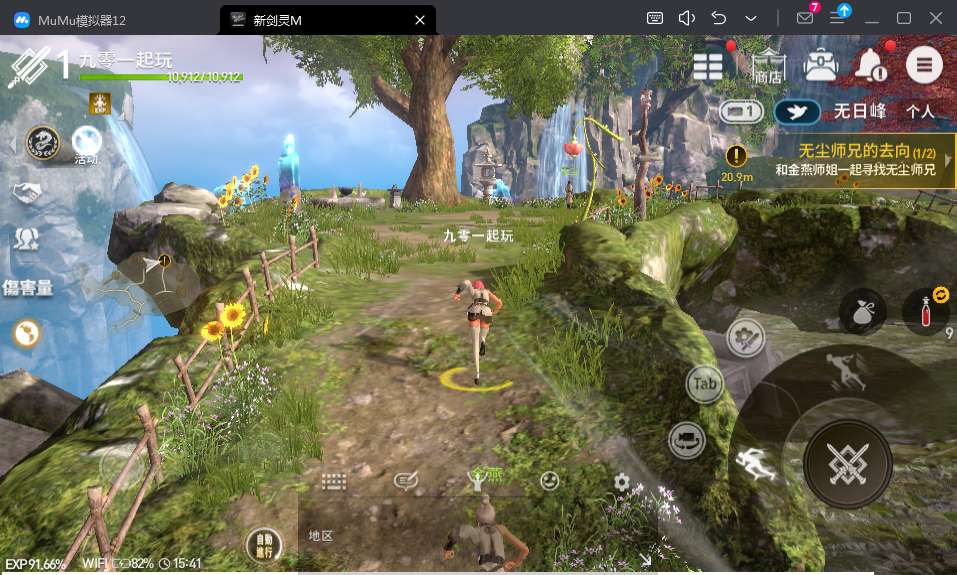 MuMu模拟器12
新剑灵M
7
1 九零一起玩
10,912/10,912
EXP
商店
活动
1
无日峰 个人
无尘师兄的去向(1/2)
和金燕师姐一起寻找无尘师兄
20.9m
九零一起玩
傷害量
9
Tab
地区
自動
進行
EXP91.66% WIFI 82% 15:41